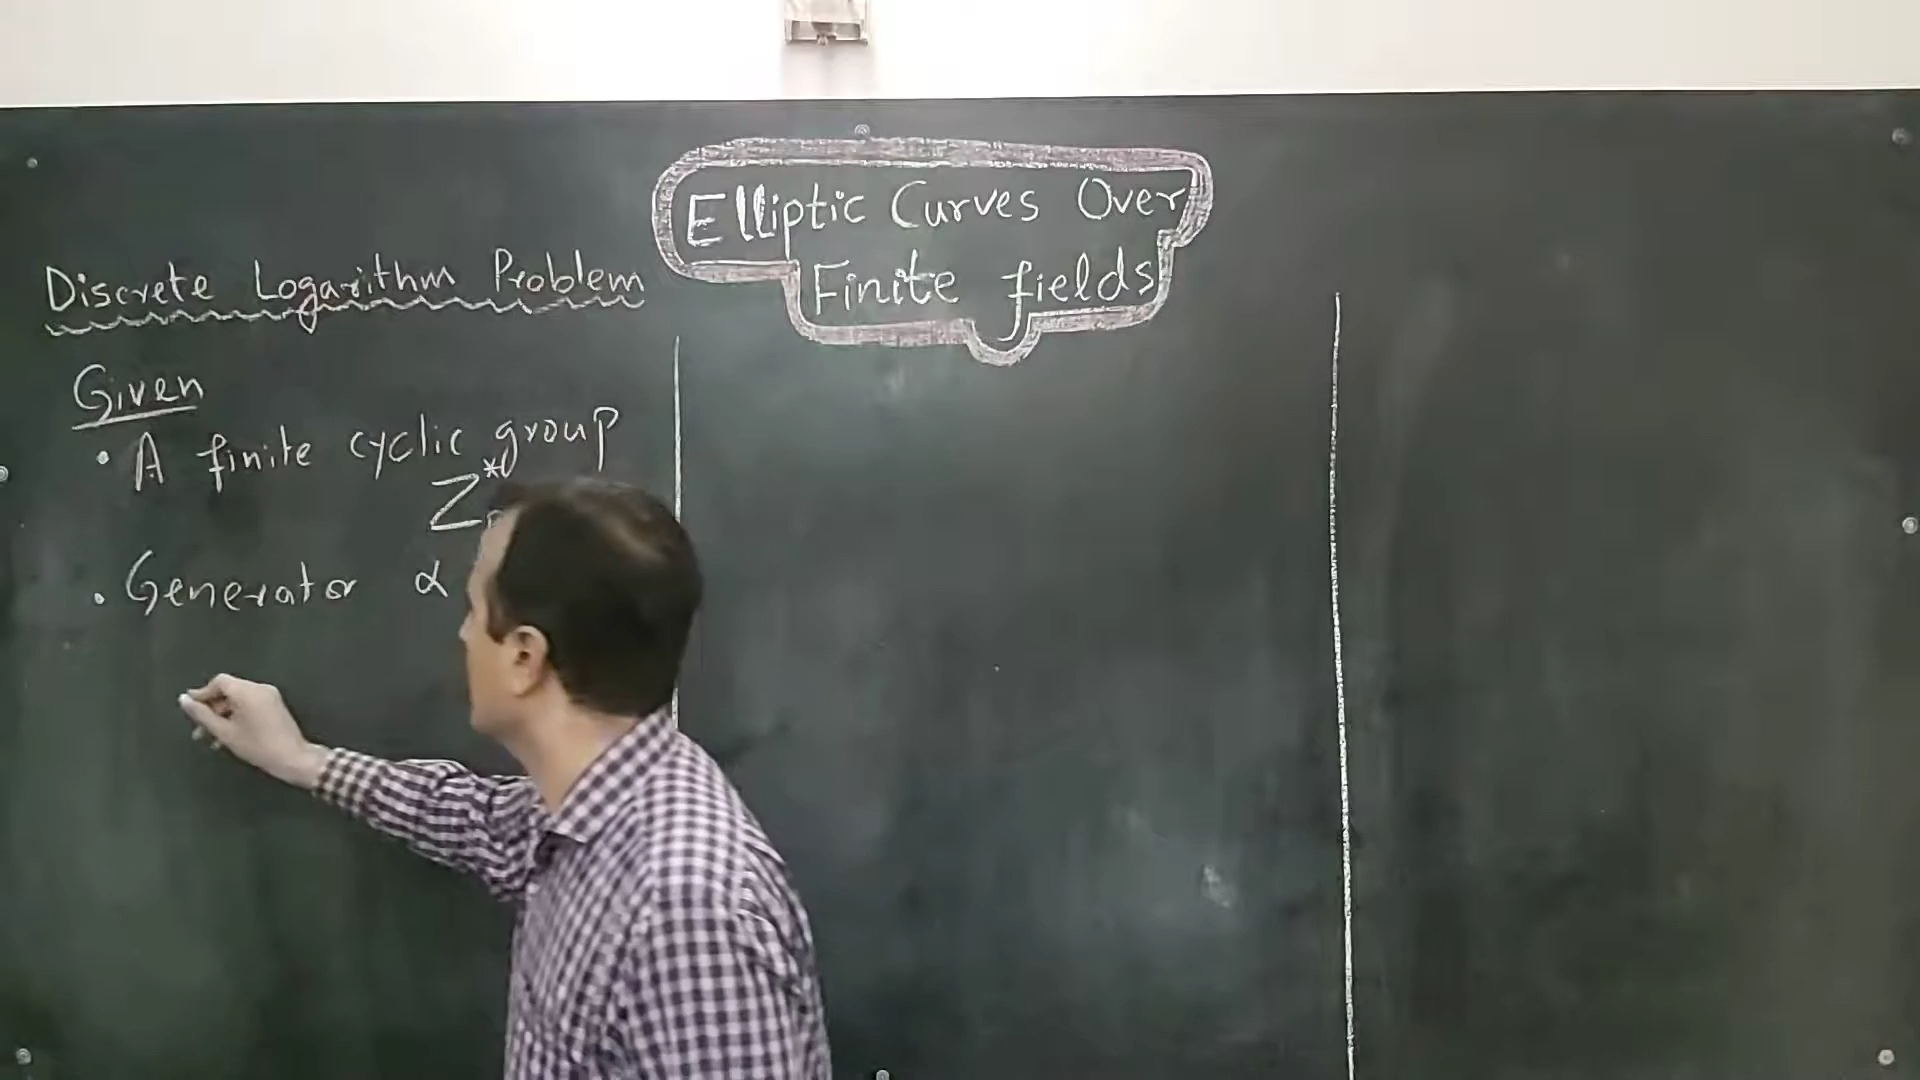 Elliptic Curves Over
Finite fields
Discrete Logarithm Problem
Given
• A finite cyclic group
Z*
• Generator α